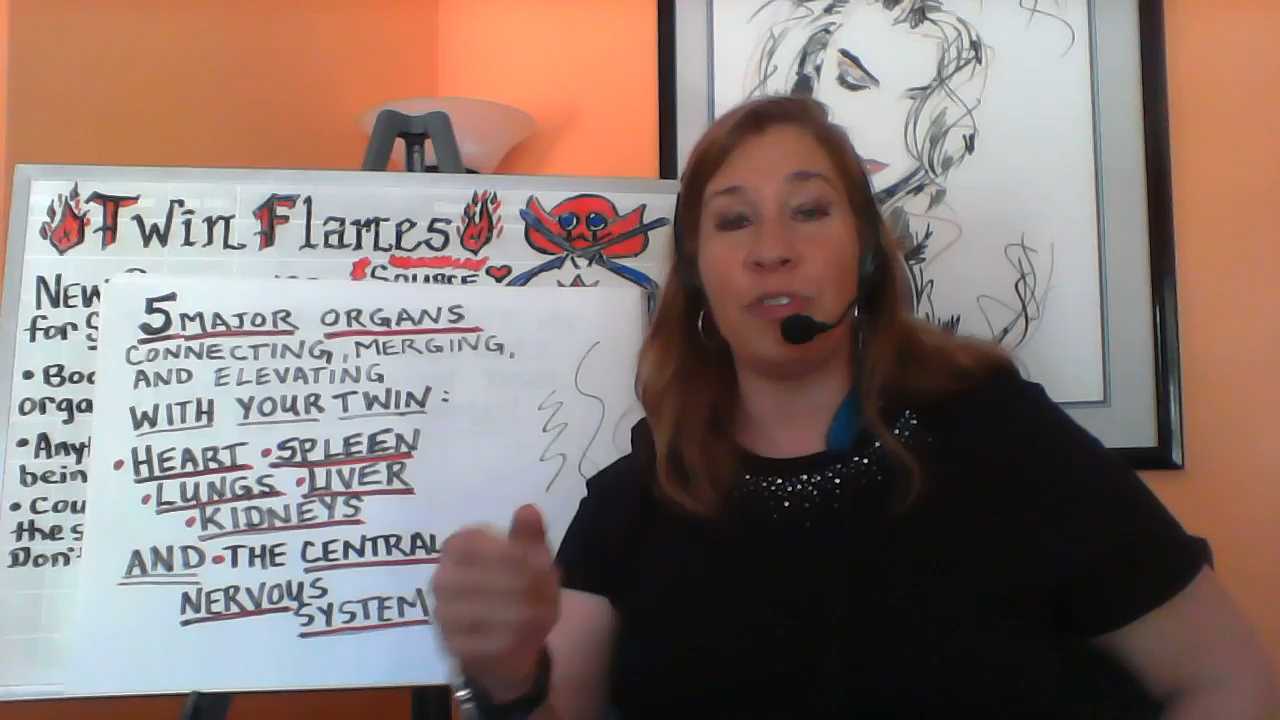 Twin Flames
SOURCE
New
for
• Bod
orga
• Any
bein
• Cou
the s
Don'
5 MAJOR ORGANS
CONNECTING, MERGING,
AND ELEVATING
WITH YOUR TWIN:
• HEART • SPLEEN
• LUNGS • LIVER
• KIDNEYS
AND • THE CENTRAL
NERVOUS
SYSTEM